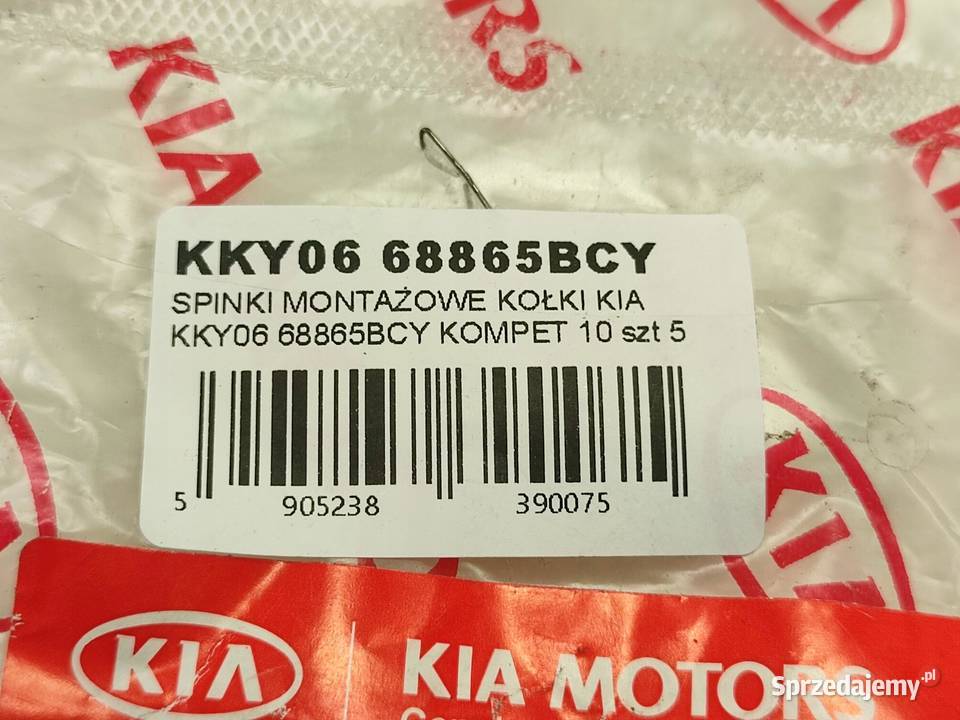 KIA
KKY06 68865BCY
SPINKI MONTAŻOWE KOŁKI KIA
KKY06 68865BCY KOMPET 10 szt 5
5 905238 390075
KIA
KIA MOTORS
Sprzedajemy.pl